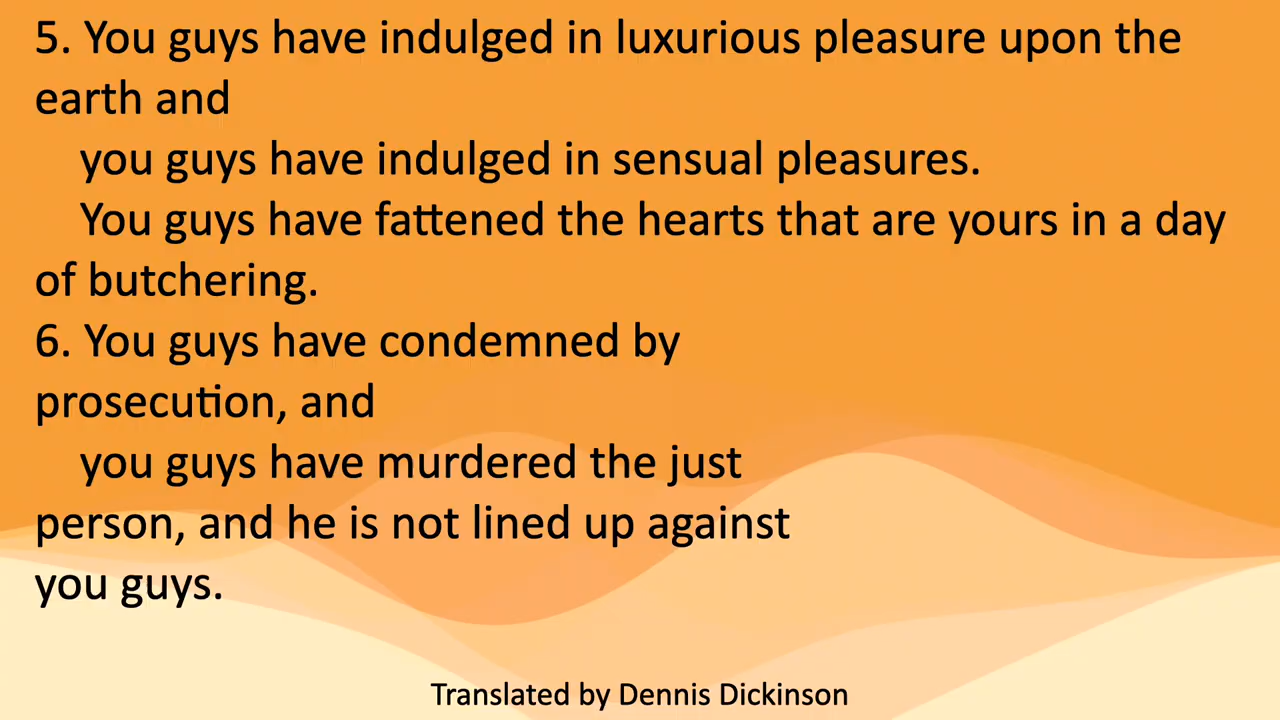 5. You guys have indulged in luxurious pleasure upon the
earth and
you guys have indulged in sensual pleasures.
You guys have fattened the hearts that are yours in a day
of butchering.
6. You guys have condemned by
prosecution, and
you guys have murdered the just
person, and he is not lined up against
you guys.
Translated by Dennis Dickinson